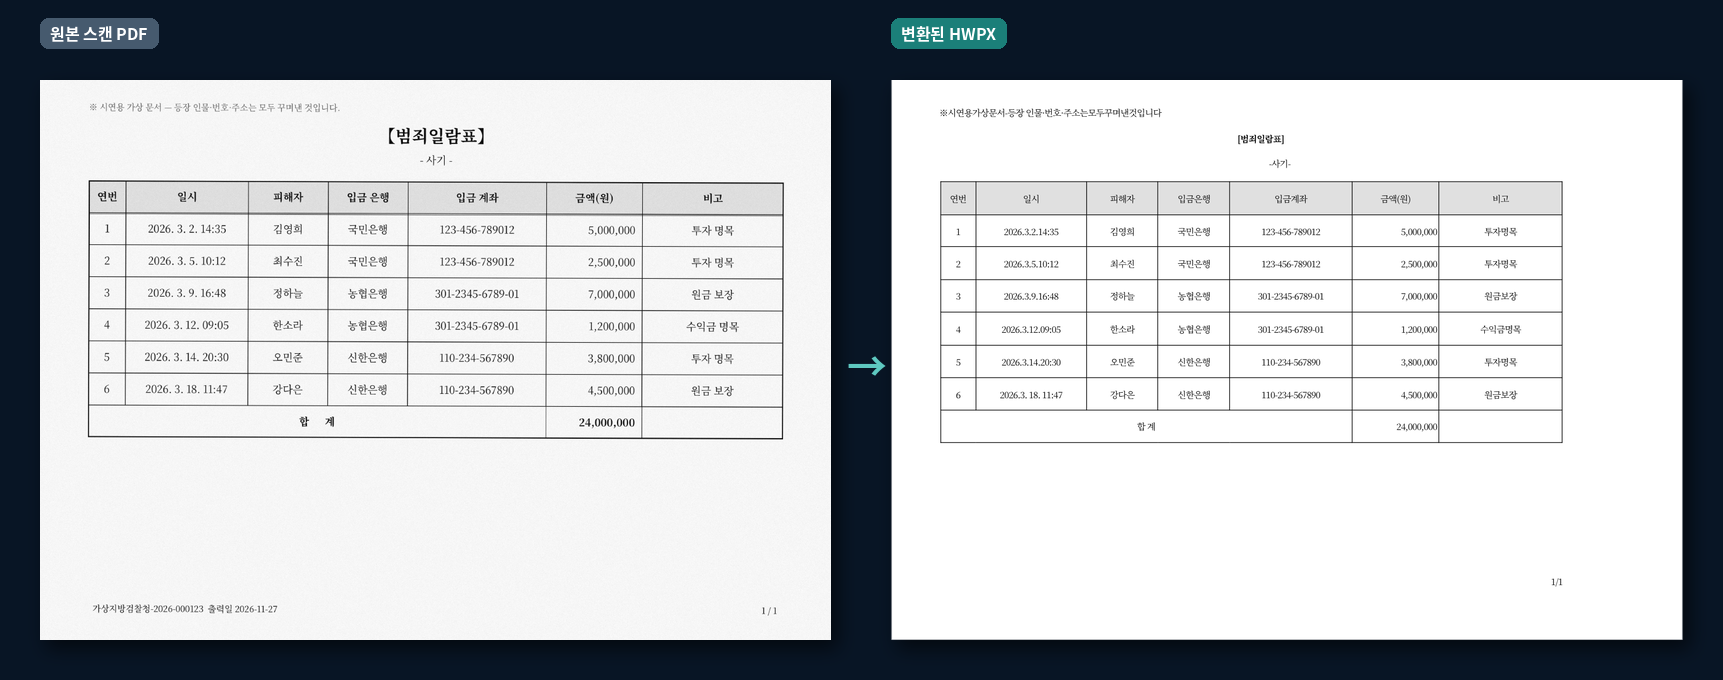 원본 스캔 PDF
※ 시연용 가상 문서 — 등장 인물·번호·주소는 모두 꾸며낸 것입니다.
【범죄일람표】
- 사기 -
연번 일시 피해자 입금 은행 입금 계좌 금액(원) 비고
1 2026. 3. 2. 14:35 김영희 국민은행 123-456-789012 5,000,000 투자 명목
2 2026. 3. 5. 10:12 최수진 국민은행 123-456-789012 2,500,000 투자 명목
3 2026. 3. 9. 16:48 정하늘 농협은행 301-2345-6789-01 7,000,000 원금 보장
4 2026. 3. 12. 09:05 한소라 농협은행 301-2345-6789-01 1,200,000 수익금 명목
5 2026. 3. 14. 20:30 오민준 신한은행 110-234-567890 3,800,000 투자 명목
6 2026. 3. 18. 11:47 강다은 신한은행 110-234-567890 4,500,000 원금 보장
합 계 24,000,000
가상지방검찰청-2026-000123 출력일 2026-11-27
1 / 1
→
변환된 HWPX
※시연용가상문서-등장 인물·번호·주소는모두꾸며낸것입니다
[범죄일람표]
-사기-
연번 일시 피해자 입금은행 입금계좌 금액(원) 비고
1 2026.3.2.14:35 김영희 국민은행 123-456-789012 5,000,000 투자명목
2 2026.3.5.10:12 최수진 국민은행 123-456-789012 2,500,000 투자명목
3 2026.3.9.16:48 정하늘 농협은행 301-2345-6789-01 7,000,000 원금보장
4 2026.3.12.09:05 한소라 농협은행 301-2345-6789-01 1,200,000 수익금명목
5 2026.3.14.20:30 오민준 신한은행 110-234-567890 3,800,000 투자명목
6 2026.3. 18. 11:47 강다은 신한은행 110-234-567890 4,500,000 원금보장
합 계 24,000,000
1/1